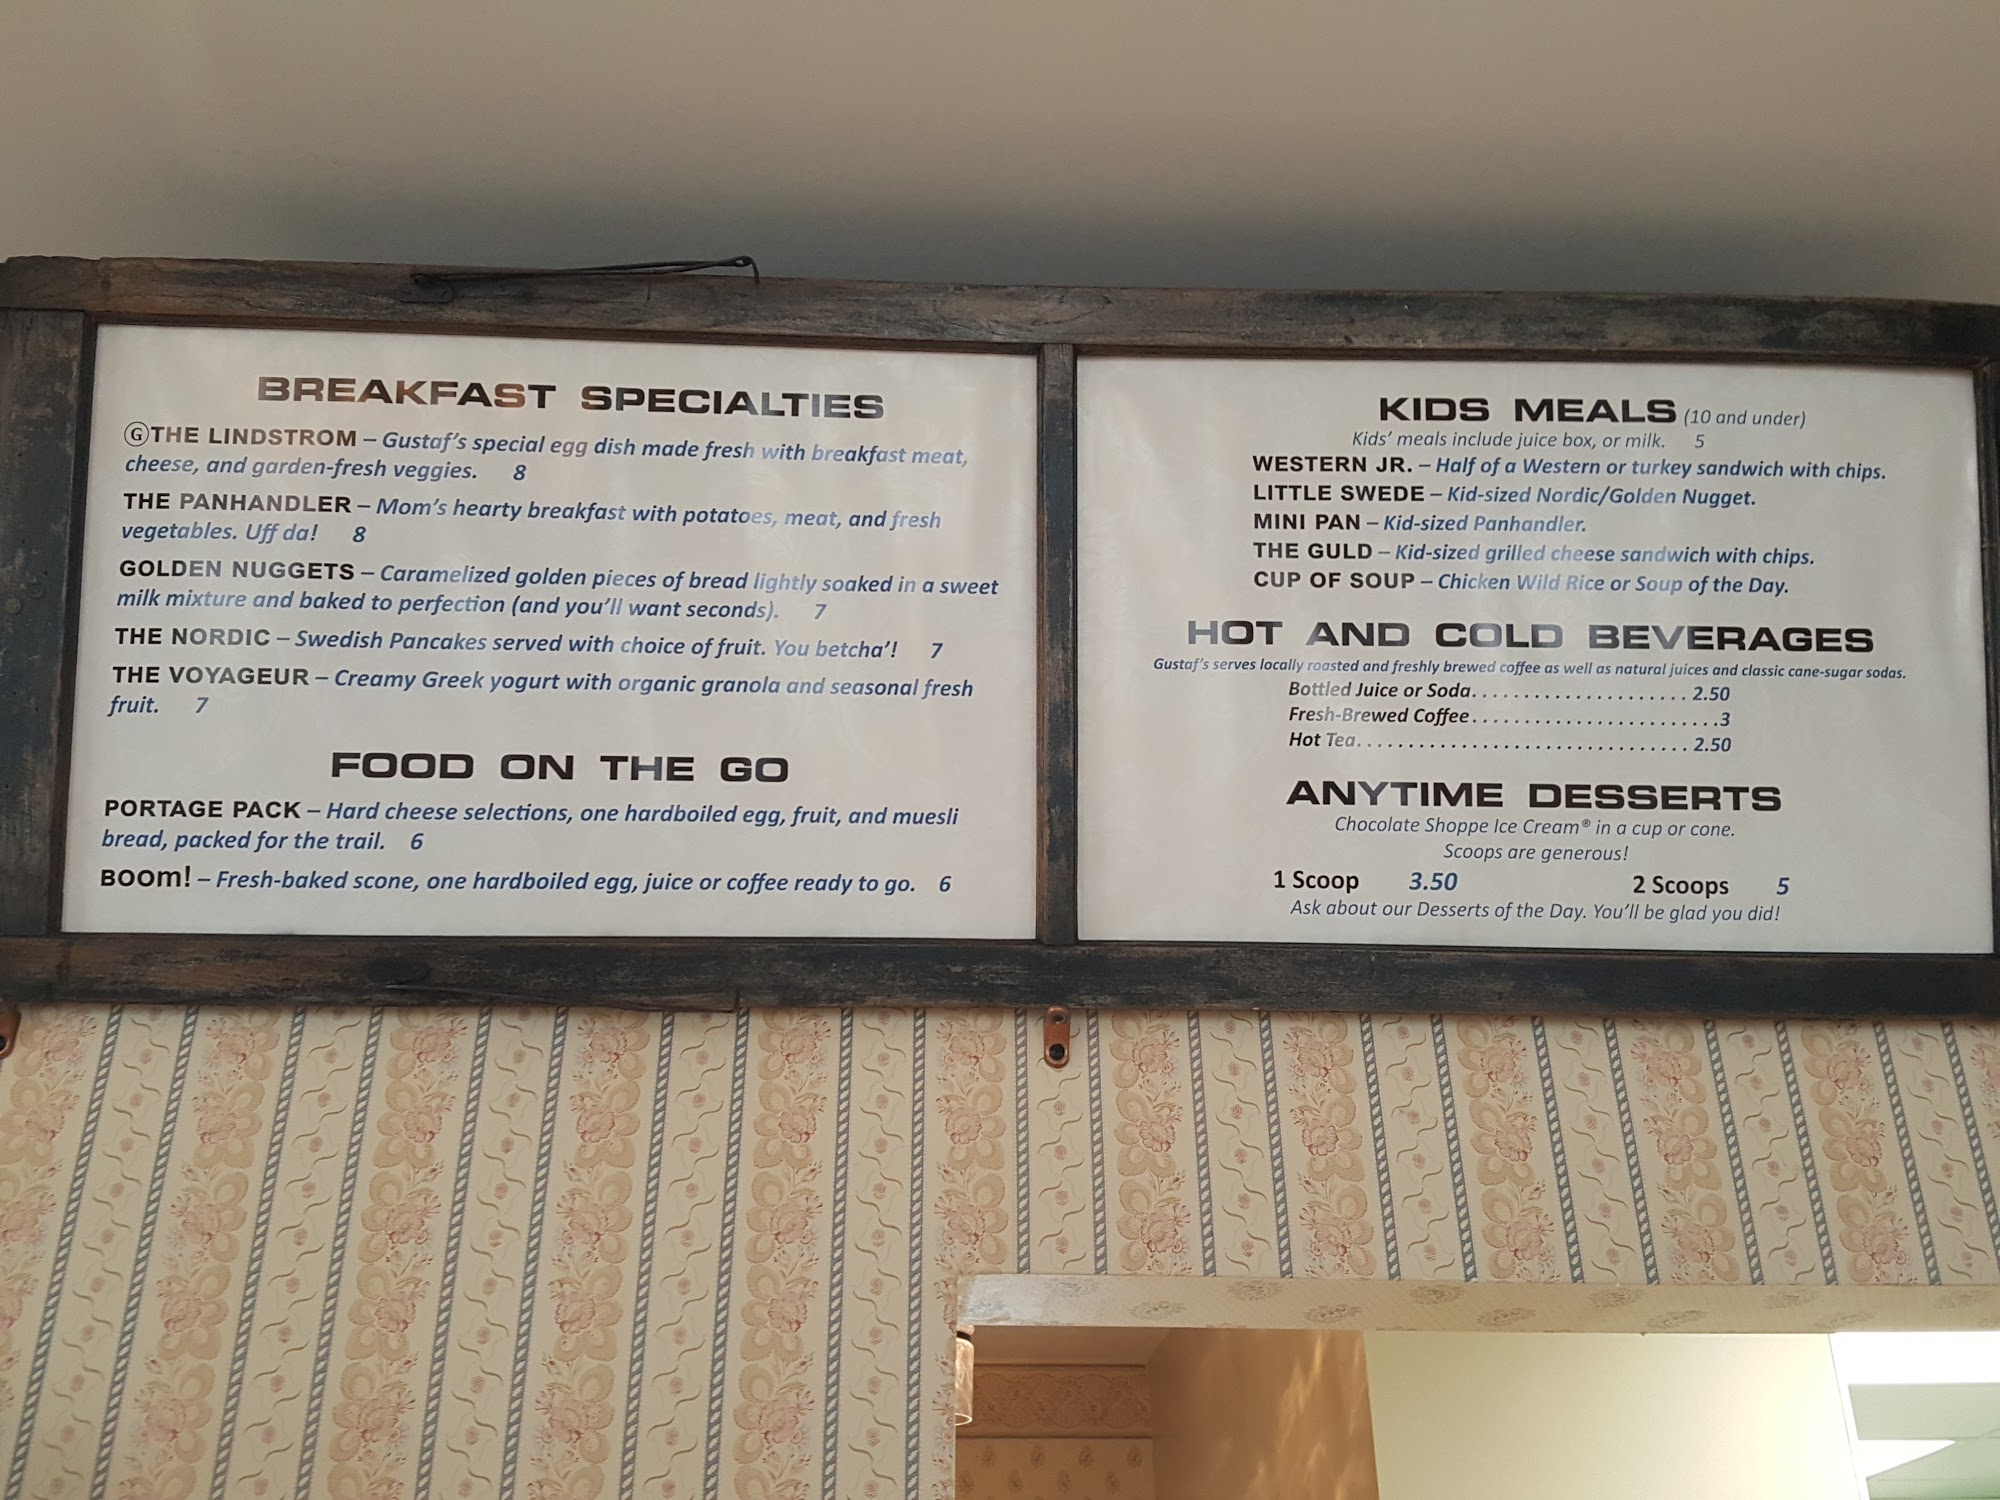 BREAKFAST SPECIALTIES
ⒼTHE LINDSTROM – Gustaf's special egg dish made fresh with breakfast meat,
cheese, and garden-fresh veggies. 8
THE PANHANDLER – Mom's hearty breakfast with potatoes, meat, and fresh
vegetables. Uff da! 8
GOLDEN NUGGETS – Caramelized golden pieces of bread lightly soaked in a sweet
milk mixture and baked to perfection (and you'll want seconds). 7
THE NORDIC – Swedish Pancakes served with choice of fruit. You betcha'! 7
THE VOYAGEUR – Creamy Greek yogurt with organic granola and seasonal fresh
fruit. 7
FOOD ON THE GO
PORTAGE PACK – Hard cheese selections, one hardboiled egg, fruit, and muesli
bread, packed for the trail. 6
BOOm! – Fresh-baked scone, one hardboiled egg, juice or coffee ready to go. 6
KIDS MEALS (10 and under)
Kids' meals include juice box, or milk. 5
WESTERN JR. – Half of a Western or turkey sandwich with chips.
LITTLE SWEDE – Kid-sized Nordic/Golden Nugget.
MINI PAN – Kid-sized Panhandler.
THE GULD – Kid-sized grilled cheese sandwich with chips.
CUP OF SOUP – Chicken Wild Rice or Soup of the Day.
HOT AND COLD BEVERAGES
Gustaf's serves locally roasted and freshly brewed coffee as well as natural juices and classic cane-sugar sodas.
Bottled Juice or Soda. . . . . . . . . . . . . . . . . . . 2.50
Fresh-Brewed Coffee. . . . . . . . . . . . . . . . . . . . . . . .3
Hot Tea. . . . . . . . . . . . . . . . . . . . . . . . . . . . . . . . 2.50
ANYTIME DESSERTS
Chocolate Shoppe Ice Cream® in a cup or cone.
Scoops are generous!
1 Scoop 3.50 2 Scoops 5
Ask about our Desserts of the Day. You'll be glad you did!